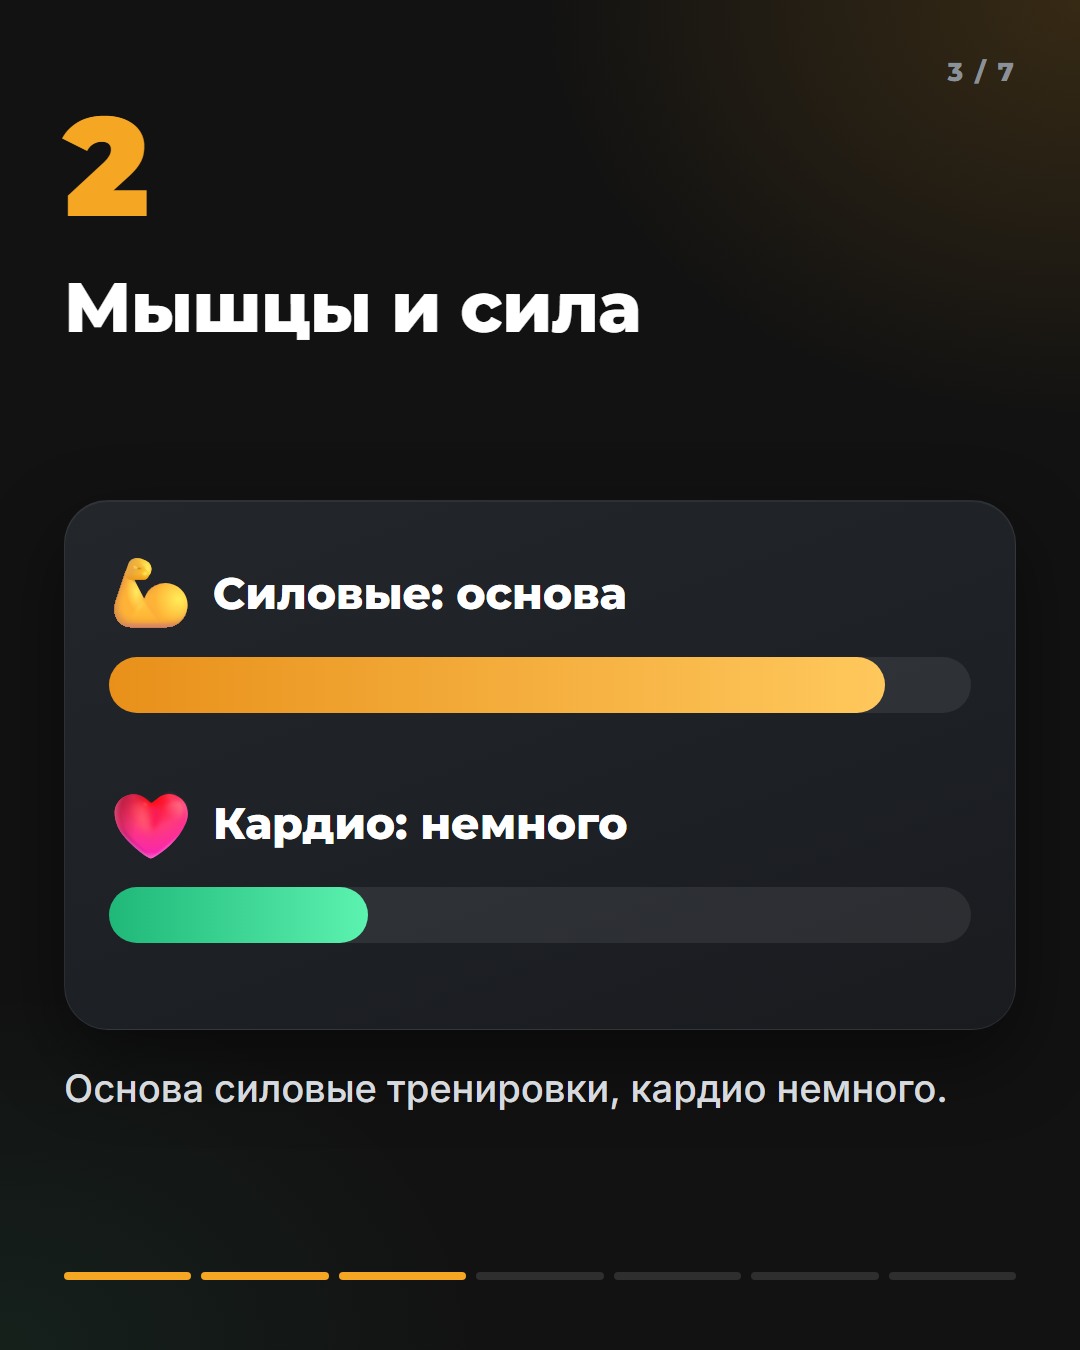 3 / 7
2
Мышцы и сила
Силовые: основа
Кардио: немного
Основа силовые тренировки, кардио немного.